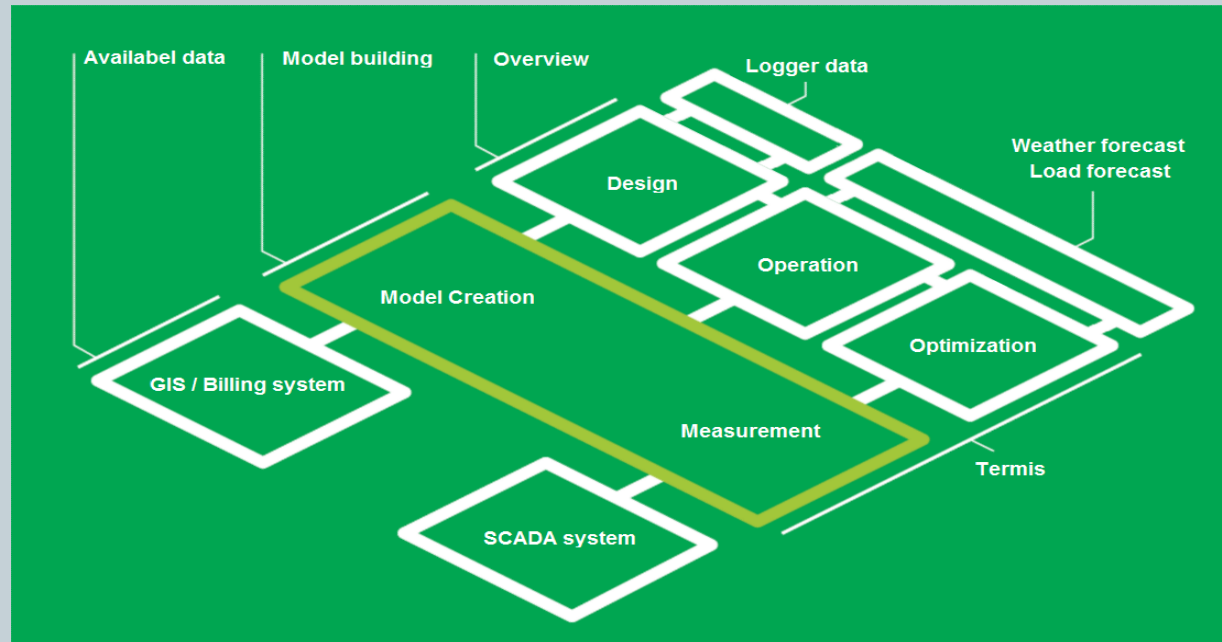 Availabel data
Model building
Overview
Logger data
Weather forecast
Load forecast
Design
Operation
Model Creation
Optimization
GIS / Billing system
Measurement
Termis
SCADA system